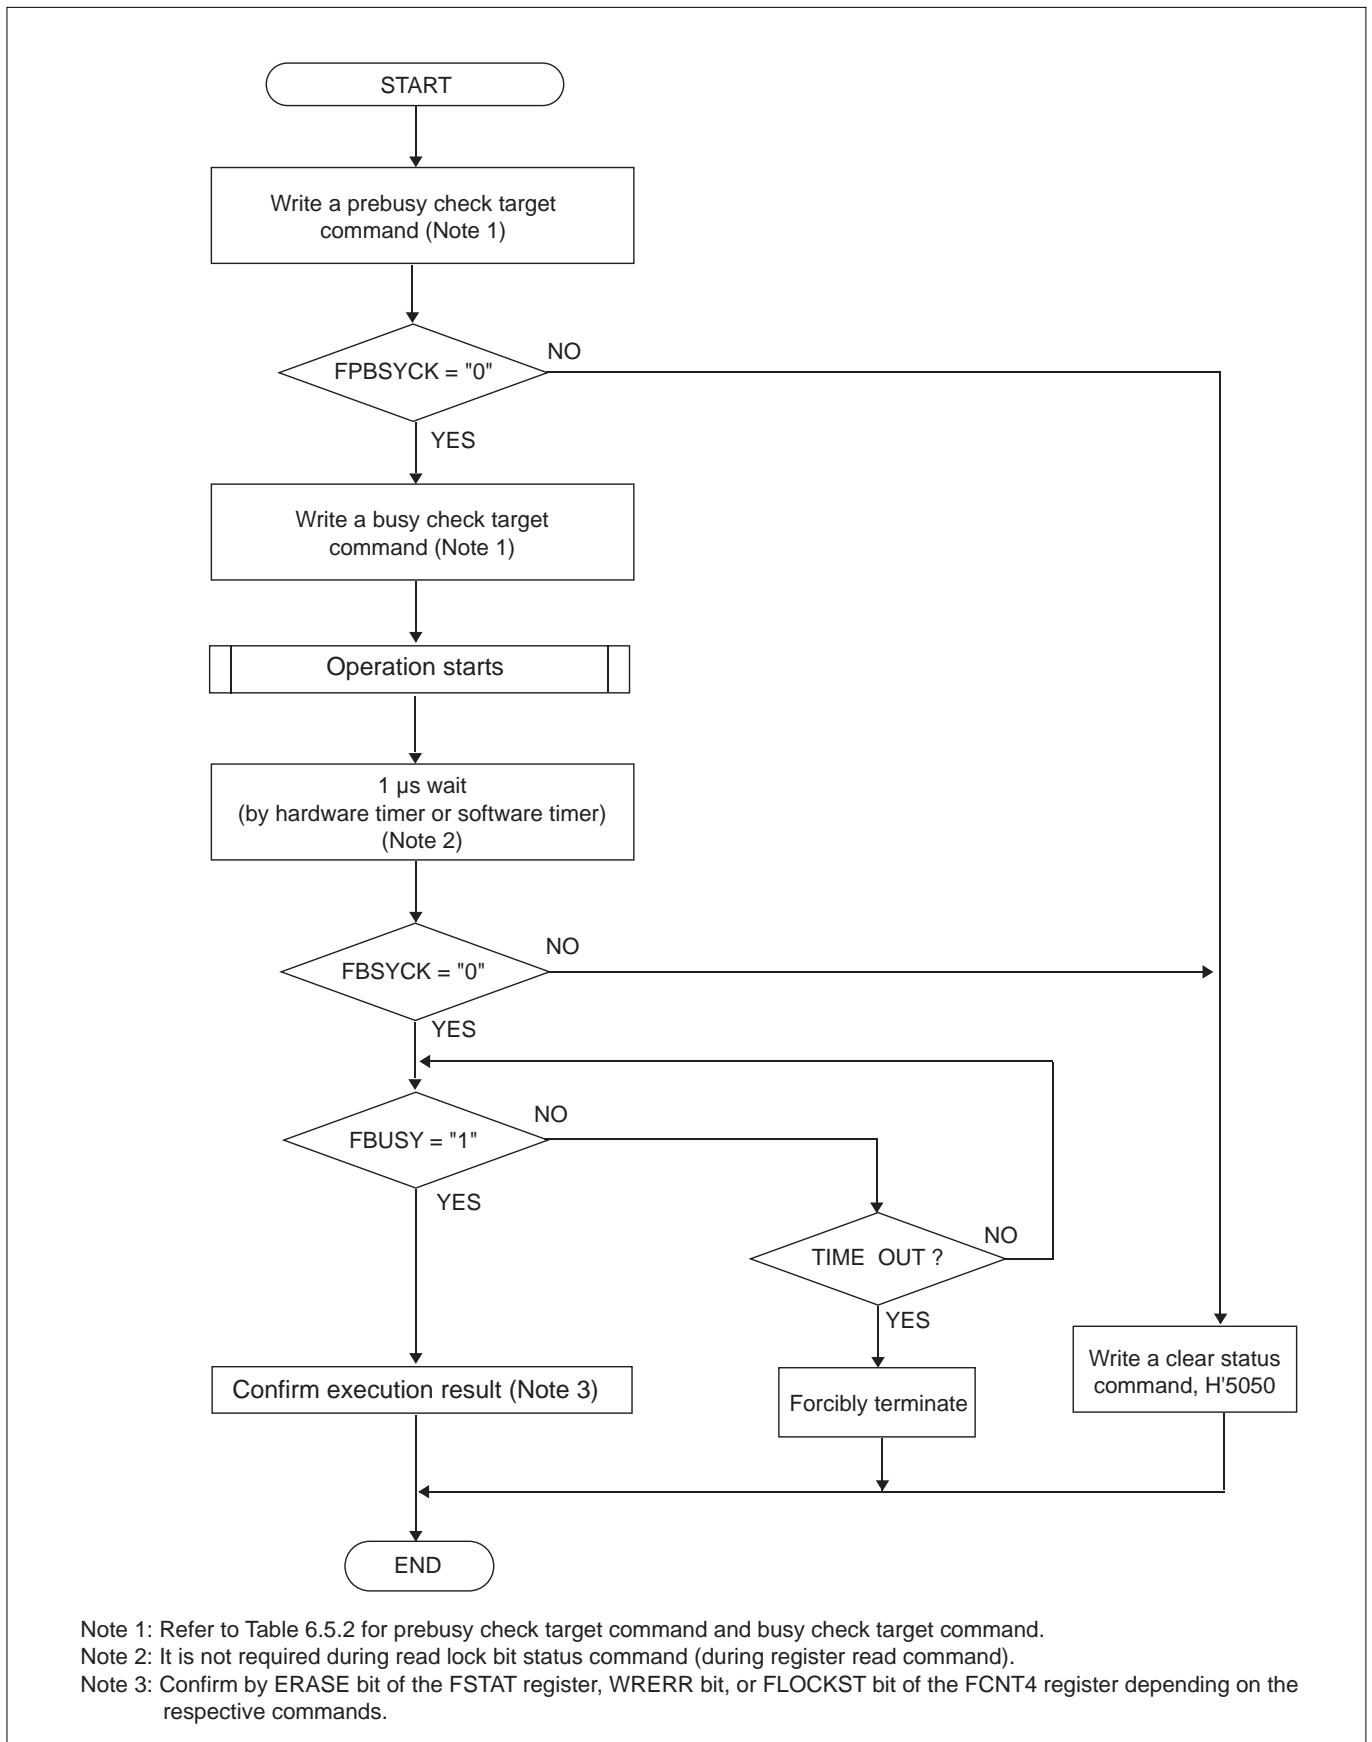 START
Write a prebusy check target
command (Note 1)
FPBSYCK = "0"
NO
YES
Write a busy check target
command (Note 1)
Operation starts
1 µs wait
(by hardware timer or software timer)
(Note 2)
FBSYCK = "0"
NO
YES
FBUSY = "1"
NO
YES
TIME OUT ?
NO
YES
Confirm execution result (Note 3)
Forcibly terminate
Write a clear status
command, H'5050
END
Note 1: Refer to Table 6.5.2 for prebusy check target command and busy check target command.
Note 2: It is not required during read lock bit status command (during register read command).
Note 3: Confirm by ERASE bit of the FSTAT register, WRERR bit, or FLOCKST bit of the FCNT4 register depending on the
respective commands.